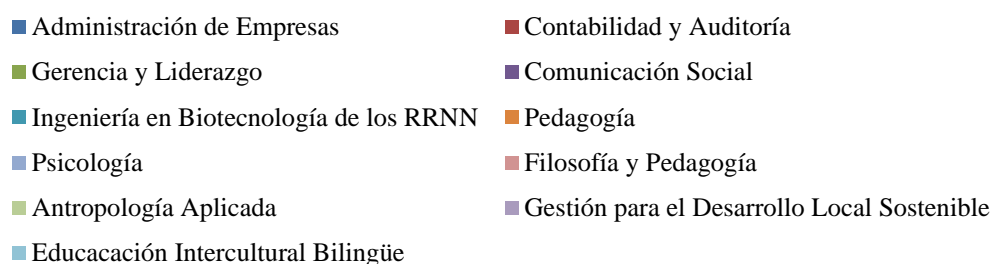 Administración de Empresas
Contabilidad y Auditoría
Gerencia y Liderazgo
Comunicación Social
Ingeniería en Biotecnología de los RRNN
Pedagogía
Psicología
Filosofía y Pedagogía
Antropología Aplicada
Gestión para el Desarrollo Local Sostenible
Educacación Intercultural Bilingüe